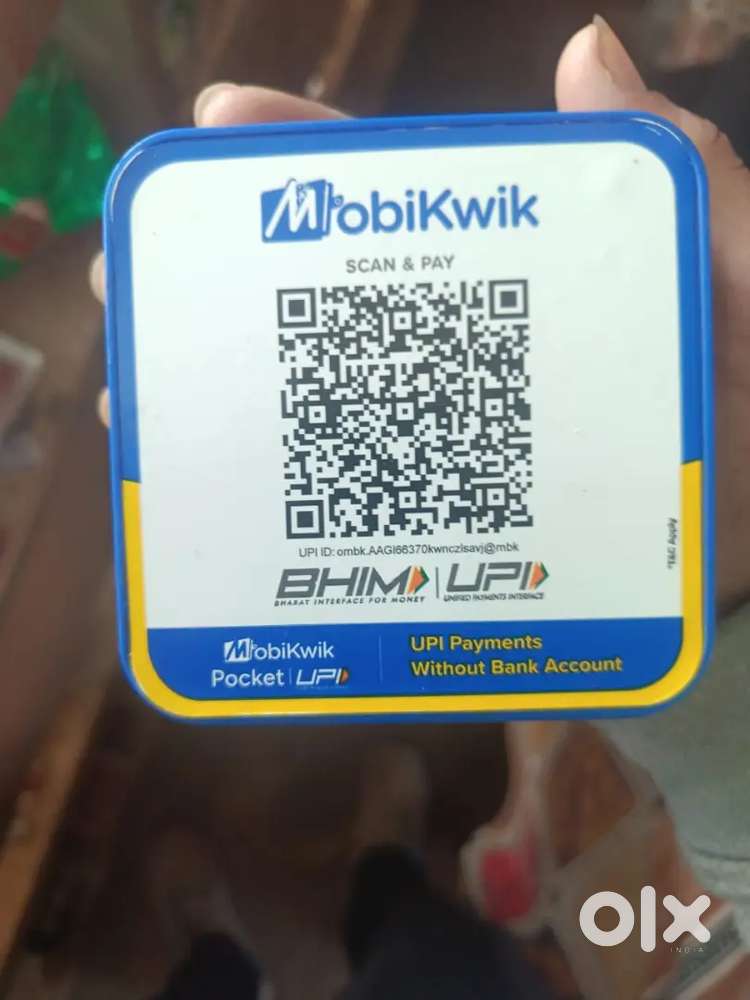 MobiKwik
SCAN & PAY
UPI ID: ombk.AAGI66370kwnczlsavj@mbk
BHIM UPI
BHARAT INTERFACE FOR MONEY UNIFIED PAYMENTS INTERFACE
*T&C Apply
MobiKwik
Pocket UPI
UPI Payments
Without Bank Account
olx
INDIA